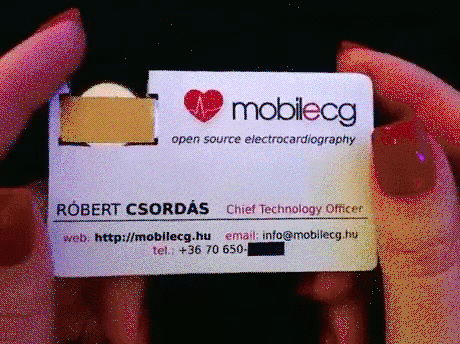 mobilecg
open source electrocardiography
RÓBERT CSORDÁS Chief Technology Officer
web: http://mobilecg.hu email: info@mobilecg.hu
tel.: +36 70 650-